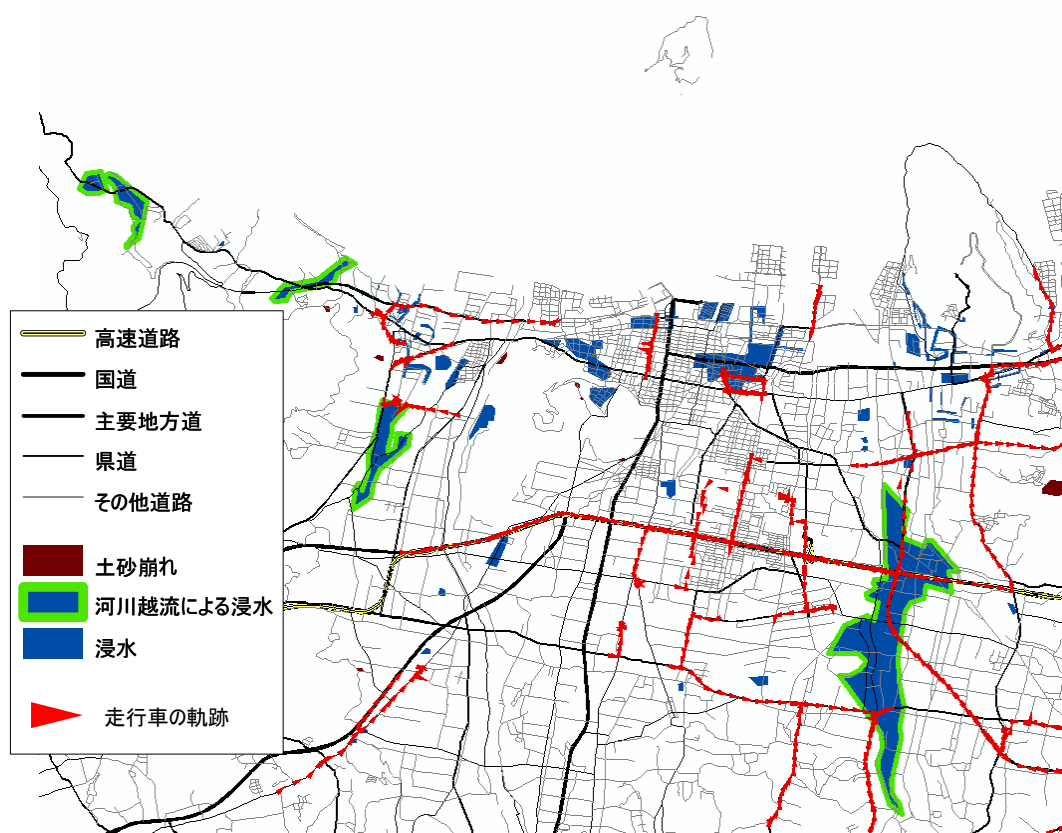 高速道路
国道
主要地方道
県道
その他道路
土砂崩れ
河川越流による浸水
浸水
走行車の軌跡